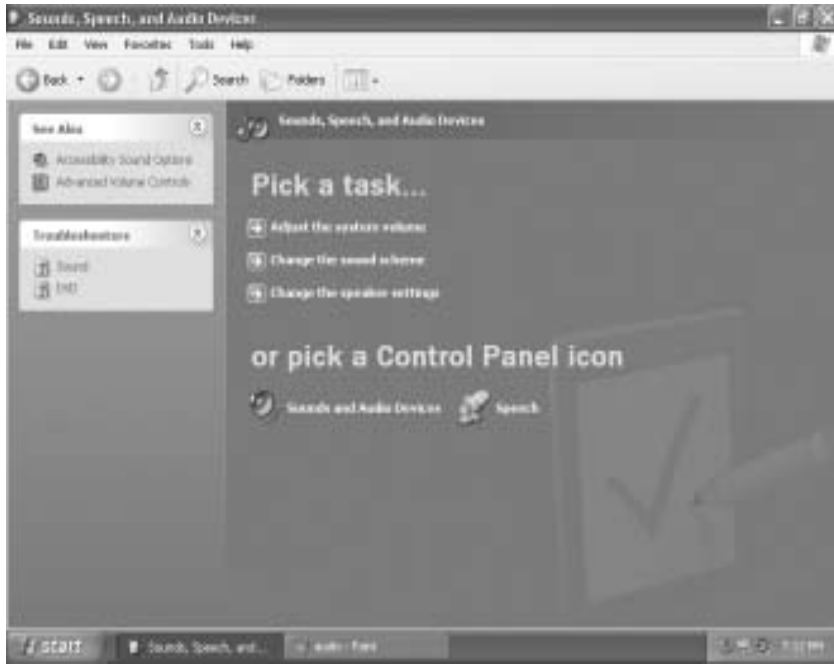 Sounds, Speech, and Audio Devices
File Edit View Favorites Tools Help
Back Search Folders
See Also
Accessibility Sound Options
Advanced Volume Controls
Troubleshooters
Sound
DVD
Sounds, Speech, and Audio Devices
Pick a task...
Adjust the system volume
Change the sound scheme
Change the speaker settings
or pick a Control Panel icon
Sounds and Audio Devices
Speech
start
Sounds, Speech, and...
audio - Paint